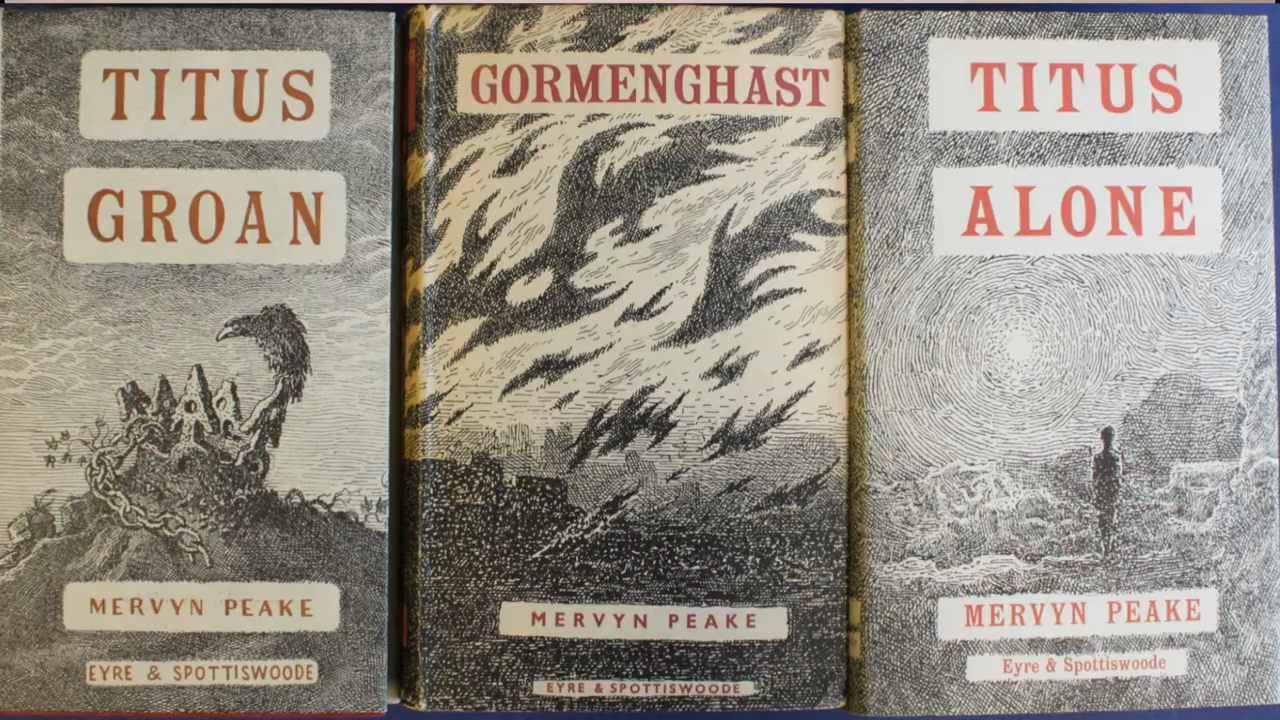 TITUS
GROAN
MERVYN PEAKE
EYRE & SPOTTISWOODE
GORMENGHAST
MERVYN PEAKE
EYRE & SPOTTISWOODE
TITUS
ALONE
MERVYN PEAKE
Eyre & Spottiswoode